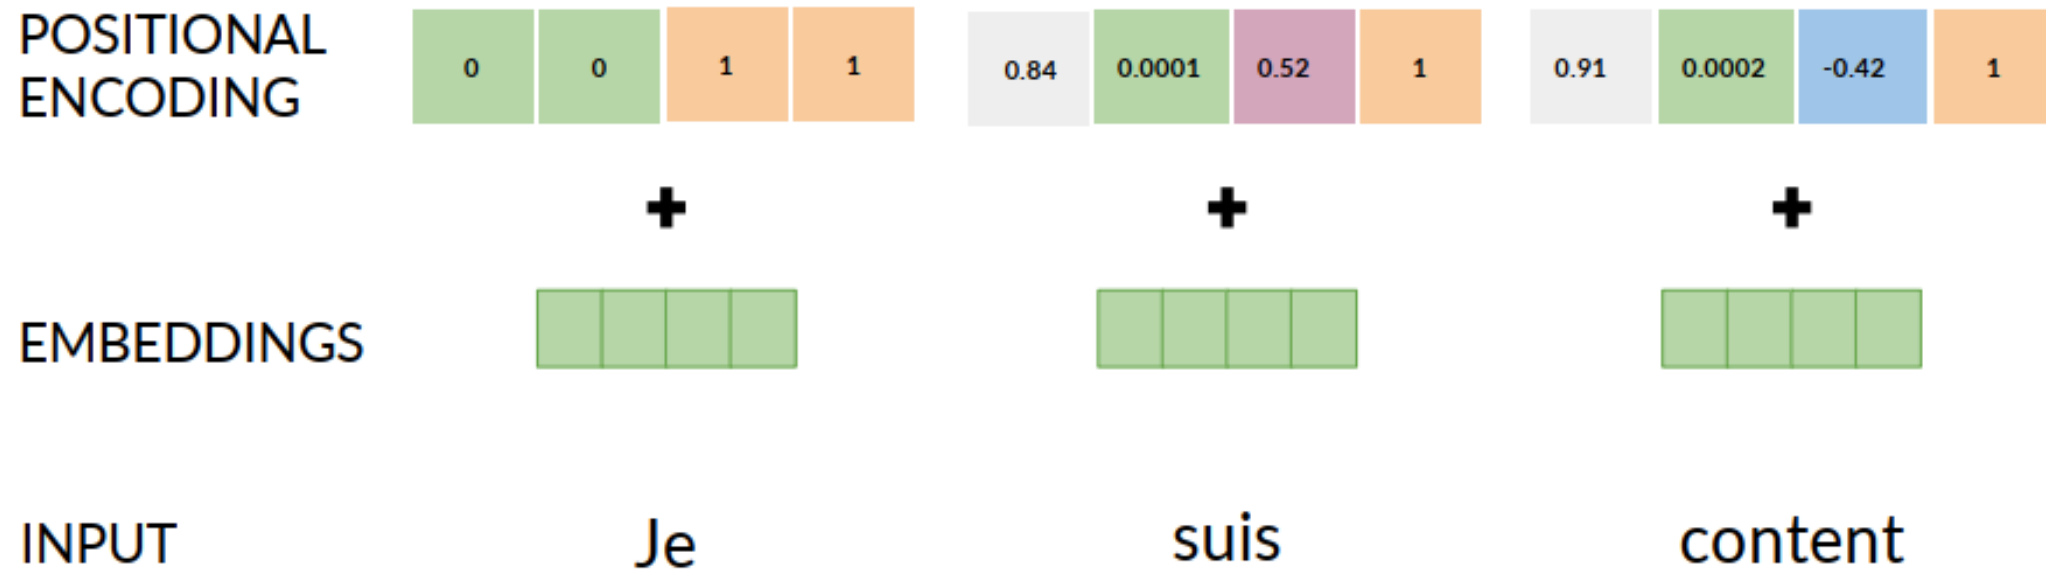 POSITIONAL
ENCODING
0 0 1 1 0.84 0.0001 0.52 1 0.91 0.0002 -0.42 1
+ + +
EMBEDDINGS
INPUT Je suis content